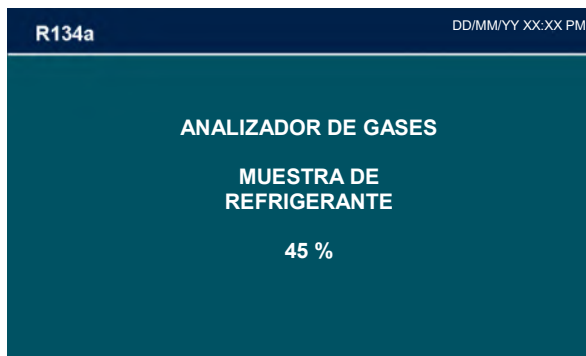 R134a
DD/MM/YY XX:XX PM
ANALIZADOR DE GASES
MUESTRA DE
REFRIGERANTE
45 %